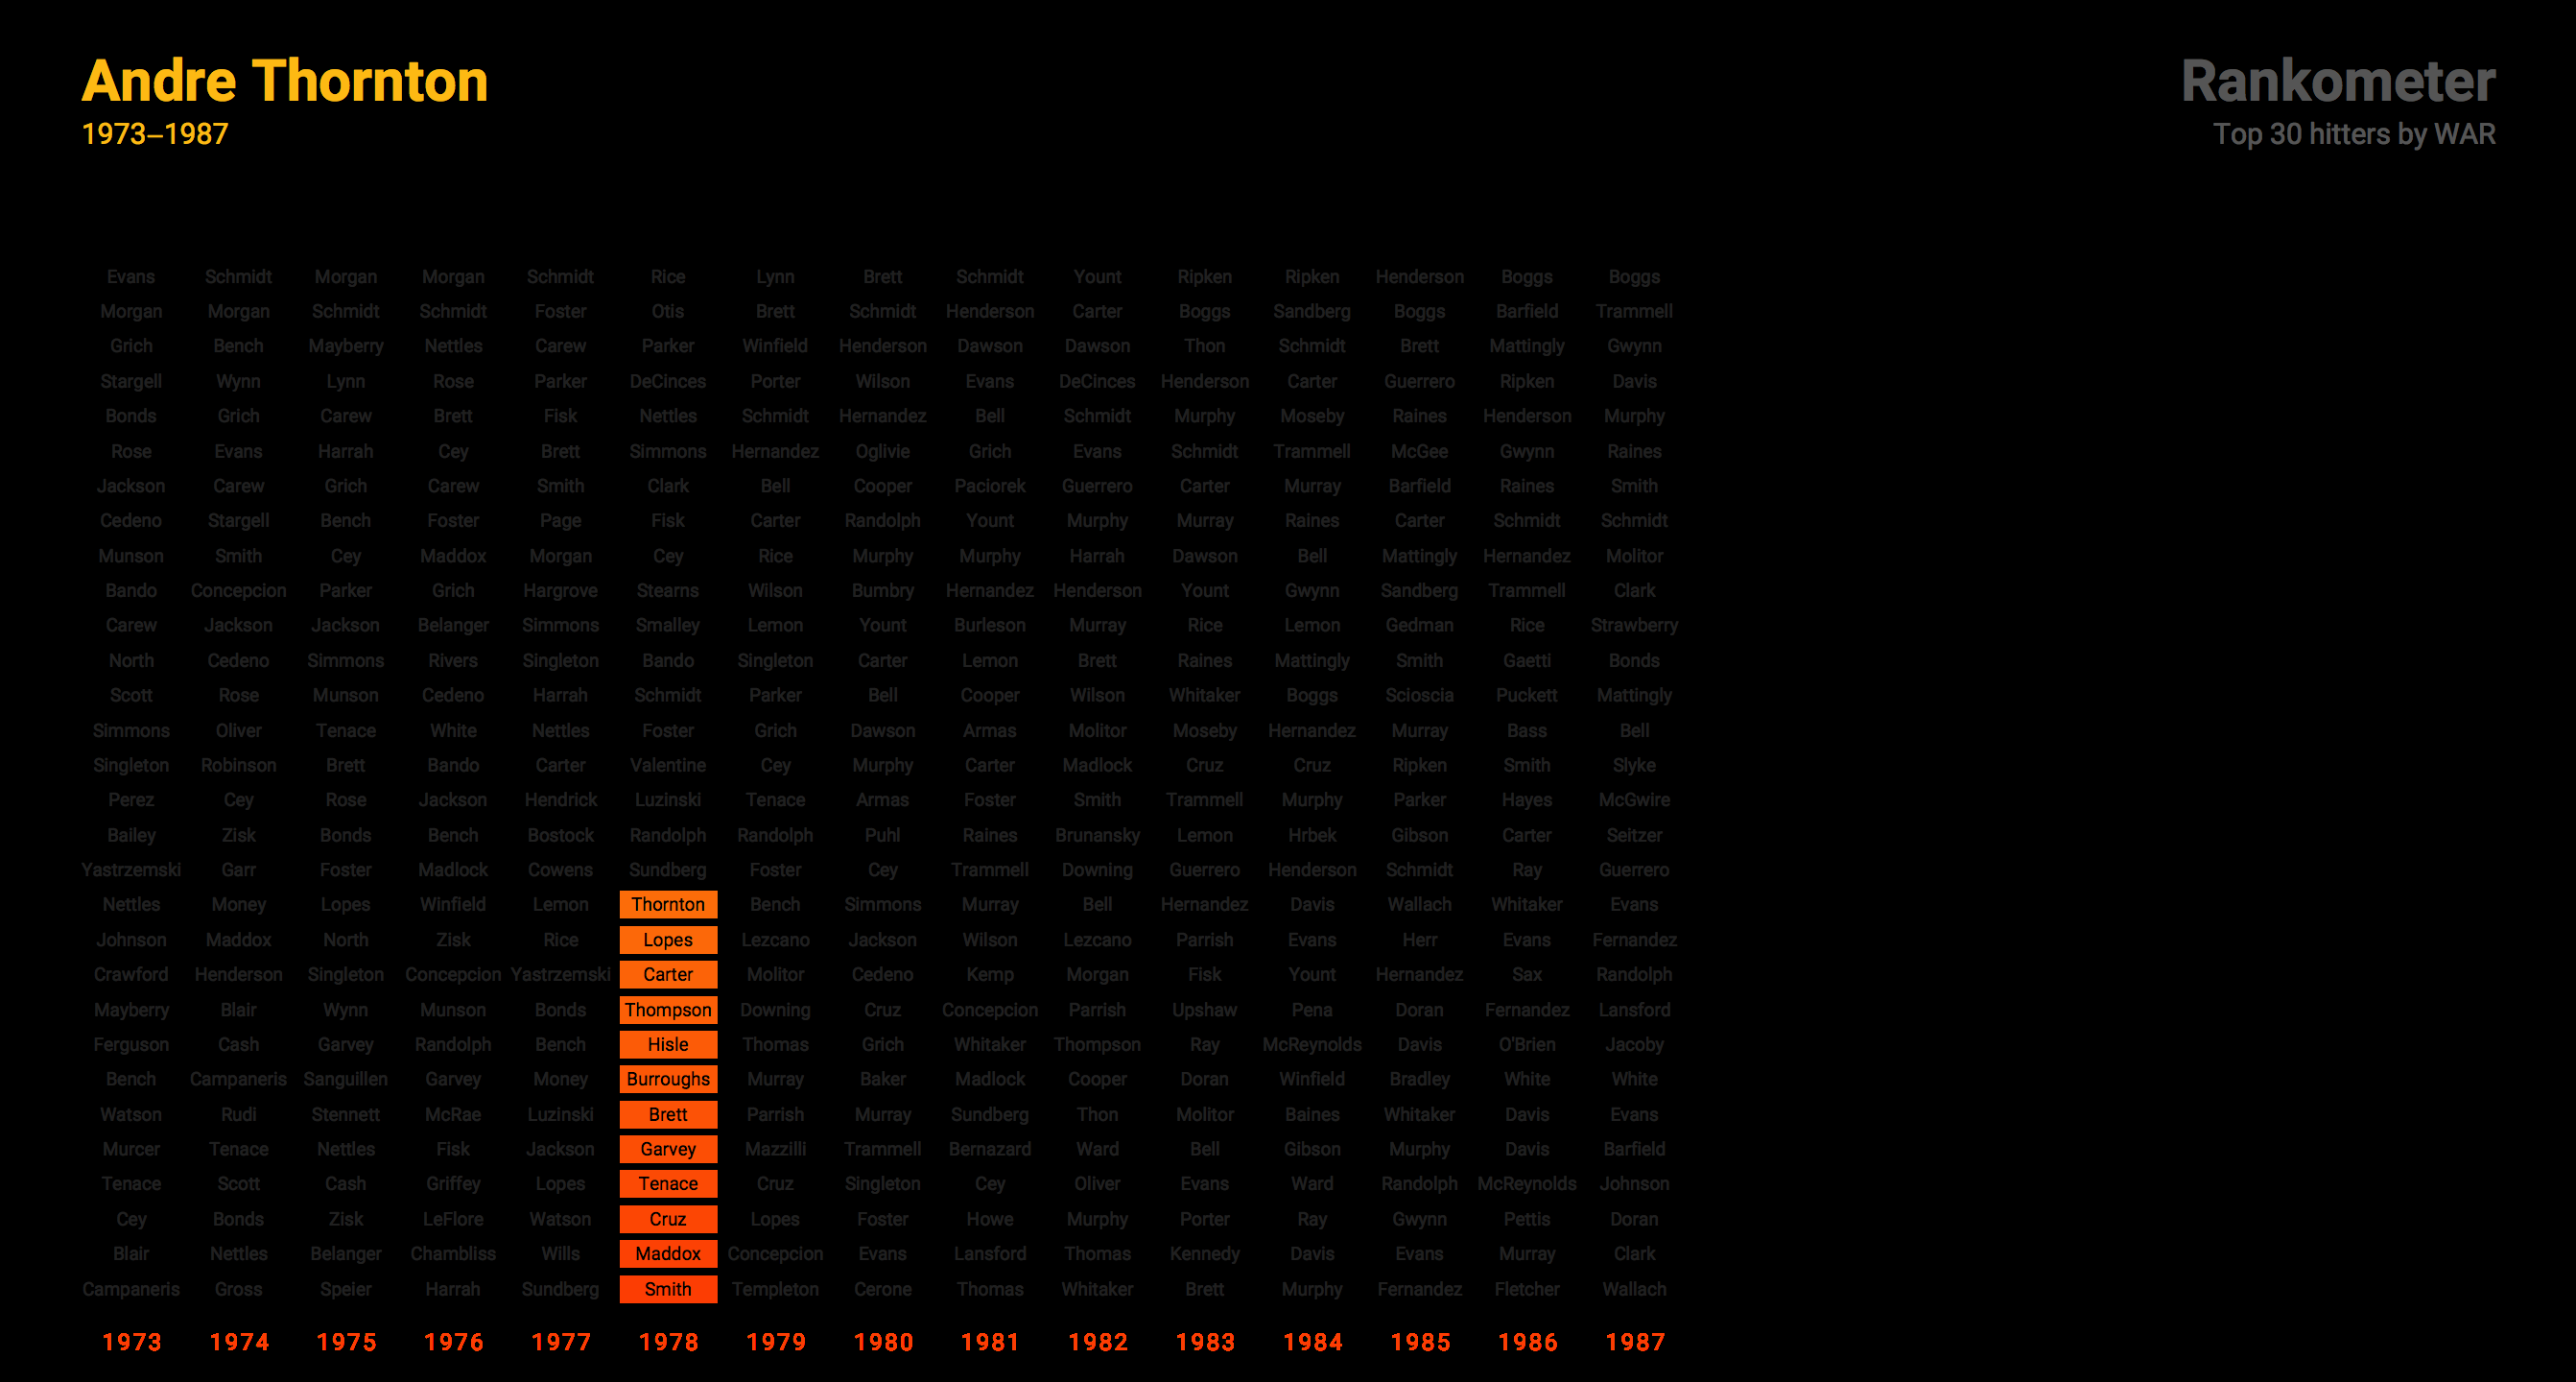 Andre Thornton
1973–1987
Rankometer
Top 30 hitters by WAR
Evans Schmidt Morgan Morgan Schmidt Rice Lynn Brett Schmidt Yount Ripken Ripken Henderson Boggs Boggs
Morgan Morgan Schmidt Schmidt Foster Otis Brett Schmidt Henderson Carter Boggs Sandberg Boggs Barfield Trammell
Grich Bench Mayberry Nettles Carew Parker Winfield Henderson Dawson Dawson Thon Schmidt Brett Mattingly Gwynn
Stargell Wynn Lynn Rose Parker DeCinces Porter Wilson Evans DeCinces Henderson Carter Guerrero Ripken Davis
Bonds Grich Carew Brett Fisk Nettles Schmidt Hernandez Bell Schmidt Murphy Moseby Raines Henderson Murphy
Rose Evans Harrah Cey Brett Simmons Hernandez Oglivie Grich Evans Schmidt Trammell McGee Gwynn Raines
Jackson Carew Grich Carew Smith Clark Bell Cooper Paciorek Guerrero Carter Murray Barfield Raines Smith
Cedeno Stargell Bench Foster Page Fisk Carter Randolph Yount Murphy Murray Raines Carter Schmidt Schmidt
Munson Smith Cey Maddox Morgan Cey Rice Murphy Murphy Harrah Dawson Bell Mattingly Hernandez Molitor
Bando Concepcion Parker Grich Hargrove Stearns Wilson Bumbry Hernandez Henderson Yount Gwynn Sandberg Trammell Clark
Carew Jackson Jackson Belanger Simmons Smalley Lemon Yount Burleson Murray Rice Lemon Gedman Rice Strawberry
North Cedeno Simmons Rivers Singleton Bando Singleton Carter Lemon Brett Raines Mattingly Smith Gaetti Bonds
Scott Rose Munson Cedeno Harrah Schmidt Parker Bell Cooper Wilson Whitaker Boggs Scioscia Puckett Mattingly
Simmons Oliver Tenace White Nettles Foster Grich Dawson Armas Molitor Moseby Hernandez Murray Bass Bell
Singleton Robinson Brett Bando Carter Valentine Cey Murphy Carter Madlock Cruz Cruz Ripken Smith Slyke
Perez Cey Rose Jackson Hendrick Luzinski Tenace Armas Foster Smith Trammell Murphy Parker Hayes McGwire
Bailey Zisk Bonds Bench Bostock Randolph Randolph Puhl Raines Brunansky Lemon Hrbek Gibson Carter Seitzer
Yastrzemski Garr Foster Madlock Cowens Sundberg Foster Cey Trammell Downing Guerrero Henderson Schmidt Ray Guerrero
Nettles Money Lopes Winfield Lemon Thornton Bench Simmons Murray Bell Hernandez Davis Wallach Whitaker Evans
Johnson Maddox North Zisk Rice Lopes Lezcano Jackson Wilson Lezcano Parrish Evans Herr Evans Fernandez
Crawford Henderson Singleton Concepcion Yastrzemski Carter Molitor Cedeno Kemp Morgan Fisk Yount Hernandez Sax Randolph
Mayberry Blair Wynn Munson Bonds Thompson Downing Cruz Concepcion Parrish Upshaw Pena Doran Fernandez Lansford
Ferguson Cash Garvey Randolph Bench Hisle Thomas Grich Whitaker Thompson Ray McReynolds Davis O'Brien Jacoby
Bench Campaneris Sanguillen Garvey Money Burroughs Murray Baker Madlock Cooper Doran Winfield Bradley White White
Watson Rudi Stennett McRae Luzinski Brett Parrish Murray Sundberg Thon Molitor Baines Whitaker Davis Evans
Murcer Tenace Nettles Fisk Jackson Garvey Mazzilli Trammell Bernazard Ward Bell Gibson Murphy Davis Barfield
Tenace Scott Cash Griffey Lopes Tenace Cruz Singleton Cey Oliver Evans Ward Randolph McReynolds Johnson
Cey Bonds Zisk LeFlore Watson Cruz Lopes Foster Howe Murphy Porter Ray Gwynn Pettis Doran
Blair Nettles Belanger Chambliss Wills Maddox Concepcion Evans Lansford Thomas Kennedy Davis Evans Murray Clark
Campaneris Gross Speier Harrah Sundberg Smith Templeton Cerone Thomas Whitaker Brett Murphy Fernandez Fletcher Wallach
1973 1974 1975 1976 1977 1978 1979 1980 1981 1982 1983 1984 1985 1986 1987